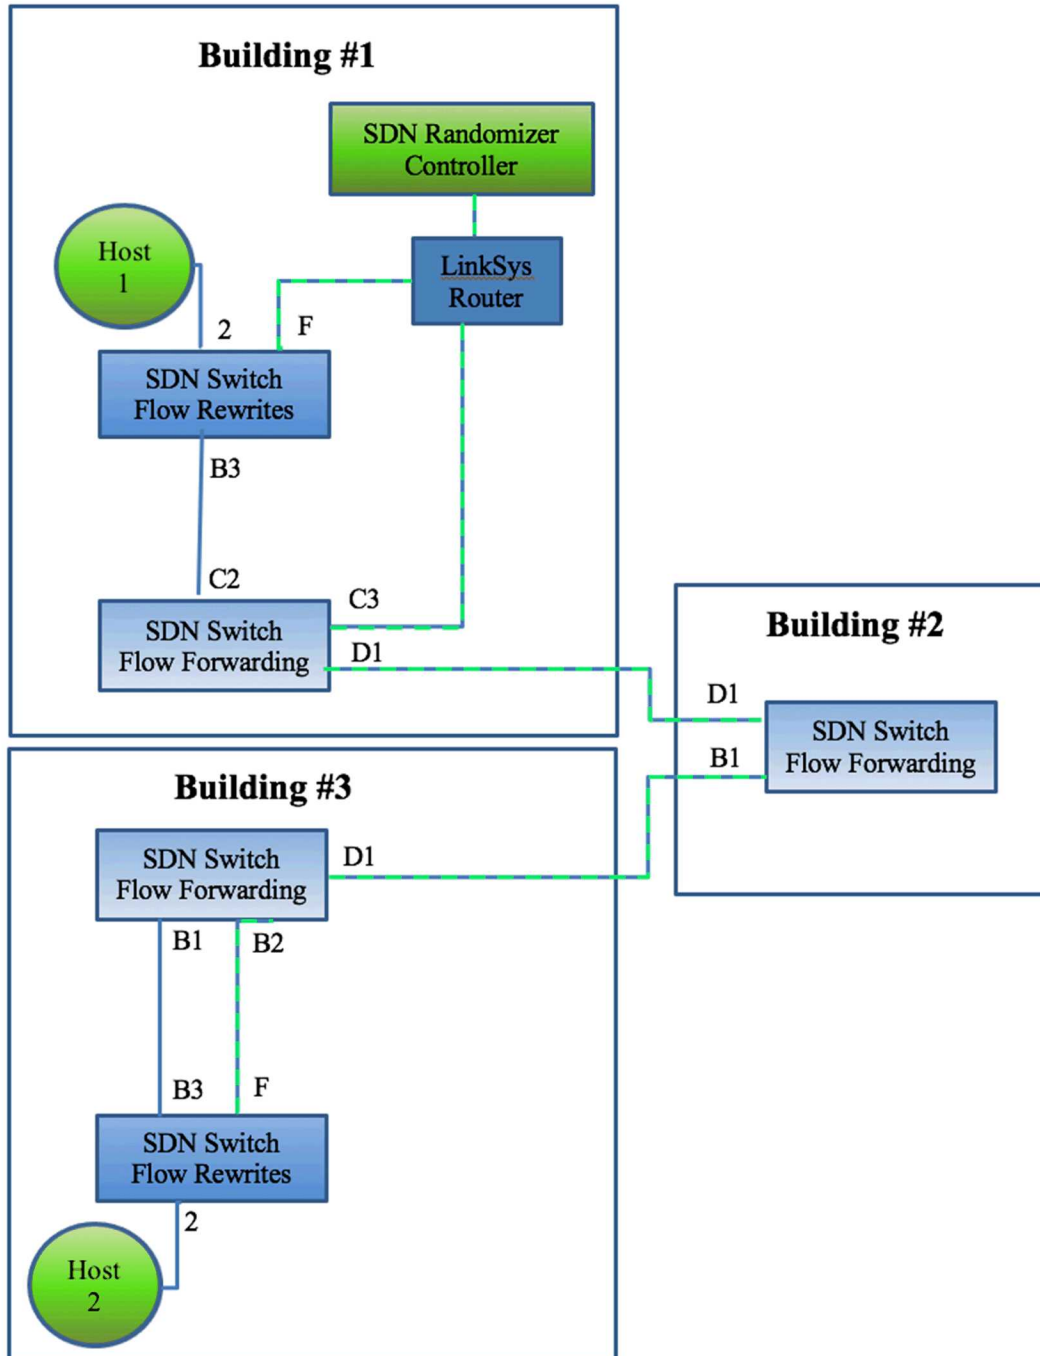 Building #1
SDN Randomizer
Controller
Host
1
LinkSys
Router
2
F
SDN Switch
Flow Rewrites
B3
C2
C3
SDN Switch
Flow Forwarding
D1
Building #2
D1
SDN Switch
Flow Forwarding
B1
Building #3
SDN Switch
Flow Forwarding
D1
B1
B2
B3
F
SDN Switch
Flow Rewrites
2
Host
2